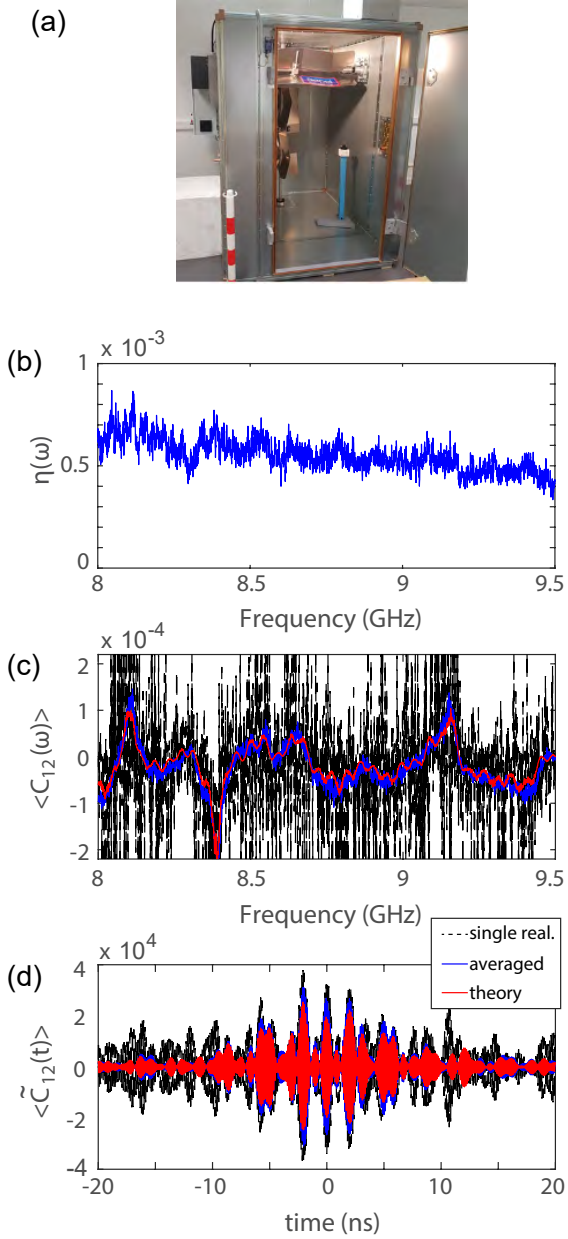 (a)
(b)
x 10⁻³
1
0.5
0
η(ω)
8
8.5
9
9.5
Frequency (GHz)
(c)
x 10⁻⁴
2
1
0
-1
-2
<C₁₂(ω)>
8
8.5
9
9.5
Frequency (GHz)
single real.
averaged
theory
(d)
x 10⁴
4
2
0
-2
-4
<C̃₁₂(t)>
-20
-10
0
10
20
time (ns)